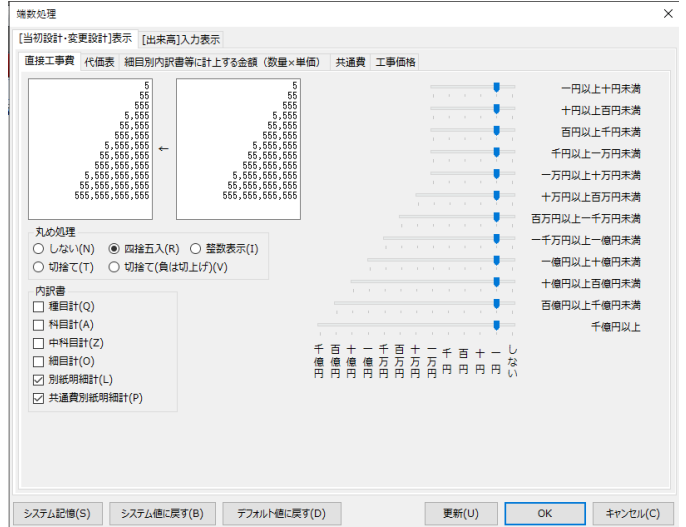 端数処理
[当初設計・変更設計]表示 [出来高]入力表示
直接工事費 代価表 細目別内訳書等に計上する金額（数量×単価） 共通費 工事価格
5
55
555
5,555
55,555
555,555
5,555,555
55,555,555
555,555,555
5,555,555,555
55,555,555,555
555,555,555,555
←
5
55
555
5,555
55,555
555,555
5,555,555
55,555,555
555,555,555
5,555,555,555
55,555,555,555
555,555,555,555
一円以上十円未満
十円以上百円未満
百円以上千円未満
千円以上一万円未満
一万円以上十万円未満
十万円以上百万円未満
百万円以上一千万円未満
一千万円以上一億円未満
一億円以上十億円未満
十億円以上百億円未満
百億円以上千億円未満
千億円以上
千億円 百億円 十億円 一億円 千万円 百万円 十万円 一万円 千円 百円 十円 一円 しない
丸め処理
しない(N) 四捨五入(R) 整数表示(I)
切捨て(T) 切捨て(負は切上げ)(V)
内訳書
種目計(Q)
科目計(A)
中科目計(Z)
細目計(O)
別紙明細計(L)
共通費別紙明細計(P)
システム記憶(S) システム値に戻す(B) デフォルト値に戻す(D) 更新(U) OK キャンセル(C)